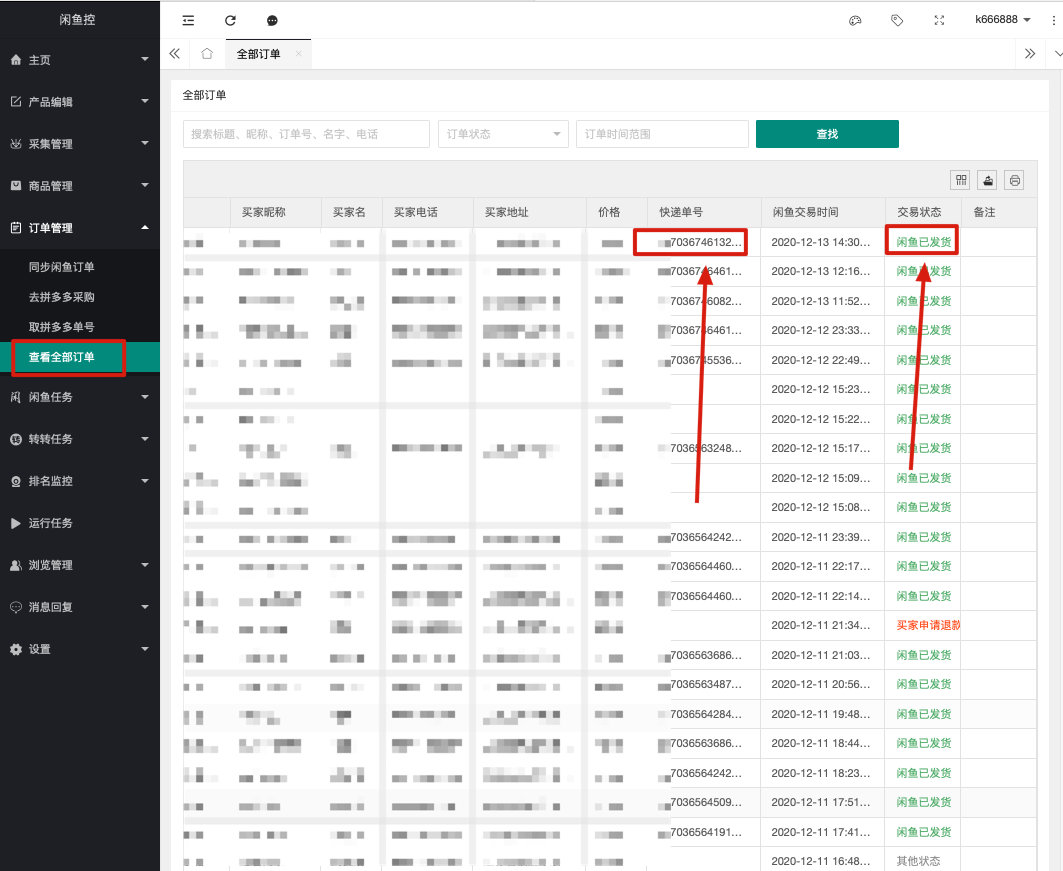 闲鱼控
k666888
主页
全部订单
产品编辑
采集管理
商品管理
订单管理
同步闲鱼订单
去拼多多采购
取拼多多单号
查看全部订单
闲鱼任务
转转任务
排名监控
运行任务
浏览管理
消息回复
设置
全部订单
搜索标题、昵称、订单号、名字、电话 订单状态 订单时间范围 查找
买家昵称 买家名 买家电话 买家地址 价格 快递单号 闲鱼交易时间 交易状态 备注
7036746132... 2020-12-13 14:30... 闲鱼已发货
2020-12-13 12:16... 闲鱼已发货
2020-12-13 11:52... 闲鱼已发货
2020-12-12 23:33... 闲鱼已发货
2020-12-12 22:49... 闲鱼已发货
2020-12-12 15:23... 闲鱼已发货
2020-12-12 15:22... 闲鱼已发货
2020-12-12 15:17... 闲鱼已发货
2020-12-12 15:09... 闲鱼已发货
2020-12-12 15:08... 闲鱼已发货
7036564242... 2020-12-11 23:39... 闲鱼已发货
7036564460... 2020-12-11 22:17... 闲鱼已发货
7036564460... 2020-12-11 22:14... 闲鱼已发货
2020-12-11 21:34... 买家申请退款
7036563686... 2020-12-11 21:03... 闲鱼已发货
7036563487... 2020-12-11 20:56... 闲鱼已发货
7036564284... 2020-12-11 19:48... 闲鱼已发货
7036563686... 2020-12-11 18:44... 闲鱼已发货
7036564242... 2020-12-11 18:23... 闲鱼已发货
7036564509... 2020-12-11 17:51... 闲鱼已发货
7036564191... 2020-12-11 17:41... 闲鱼已发货
2020-12-11 16:48... 其他状态